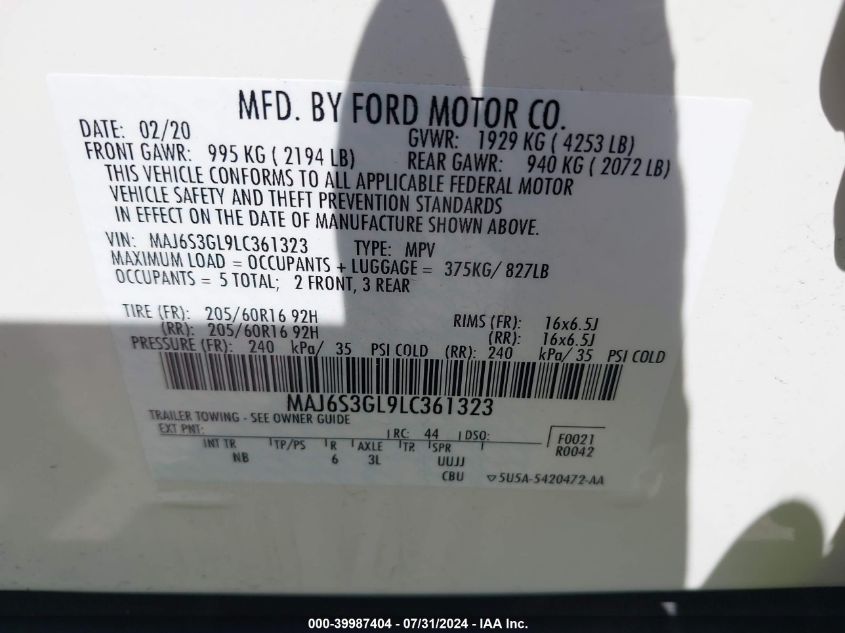 MFD. BY FORD MOTOR CO.
DATE: 02/20 GVWR: 1929 KG ( 4253 LB)
FRONT GAWR: 995 KG ( 2194 LB) REAR GAWR: 940 KG ( 2072 LB)
THIS VEHICLE CONFORMS TO ALL APPLICABLE FEDERAL MOTOR
VEHICLE SAFETY AND THEFT PREVENTION STANDARDS
IN EFFECT ON THE DATE OF MANUFACTURE SHOWN ABOVE.
VIN: MAJ6S3GL9LC361323 TYPE: MPV
MAXIMUM LOAD = OCCUPANTS + LUGGAGE = 375KG/ 827LB
OCCUPANTS = 5 TOTAL; 2 FRONT, 3 REAR
TIRE (FR): 205/60R16 92H RIMS (FR): 16x6.5J
(RR): 205/60R16 92H (RR): 16x6.5J
PRESSURE (FR): 240 kPa/ 35 PSI COLD (RR): 240 kPa/ 35 PSI COLD
MAJ6S3GL9LC361323
TRAILER TOWING - SEE OWNER GUIDE
EXT PNT: RC: 44 DSO: F0021
R0042
INT TR TP/PS R AXLE TR SPR
NB 6 3L UUJJ
CBU ▽5U5A-5420472-AA
000-39987404 - 07/31/2024 - IAA Inc.